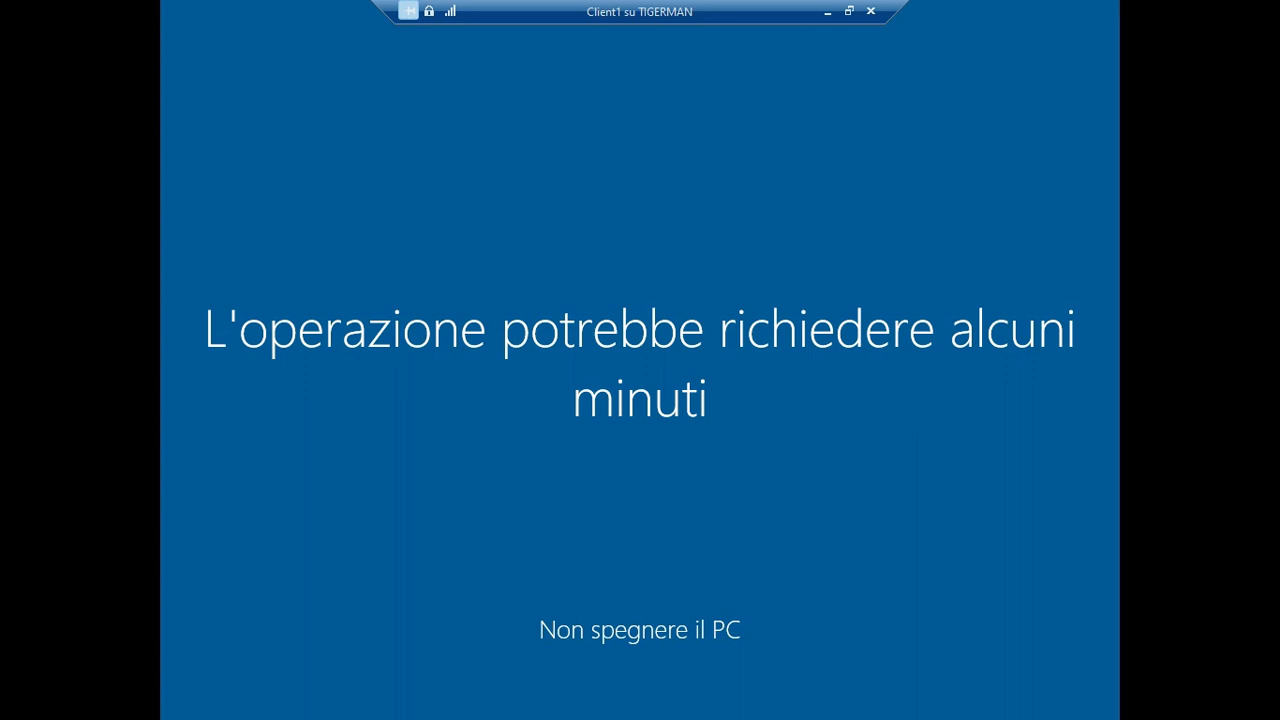 Client1 su TIGERMAN
L'operazione potrebbe richiedere alcuni
minuti
Non spegnere il PC